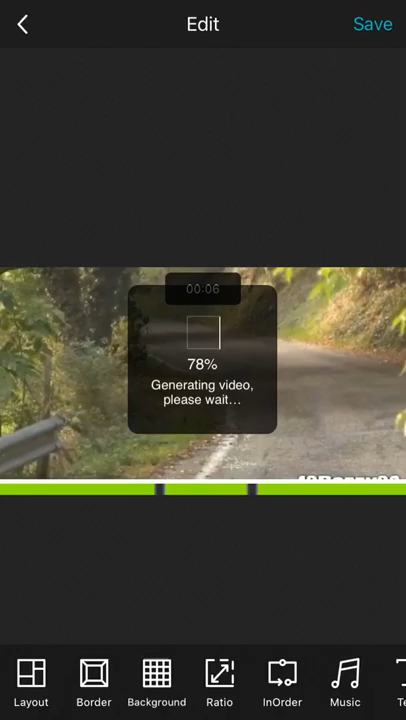 Edit
Save
00:06
78%
Generating video,
please wait…
Layout
Border
Background
Ratio
InOrder
Music